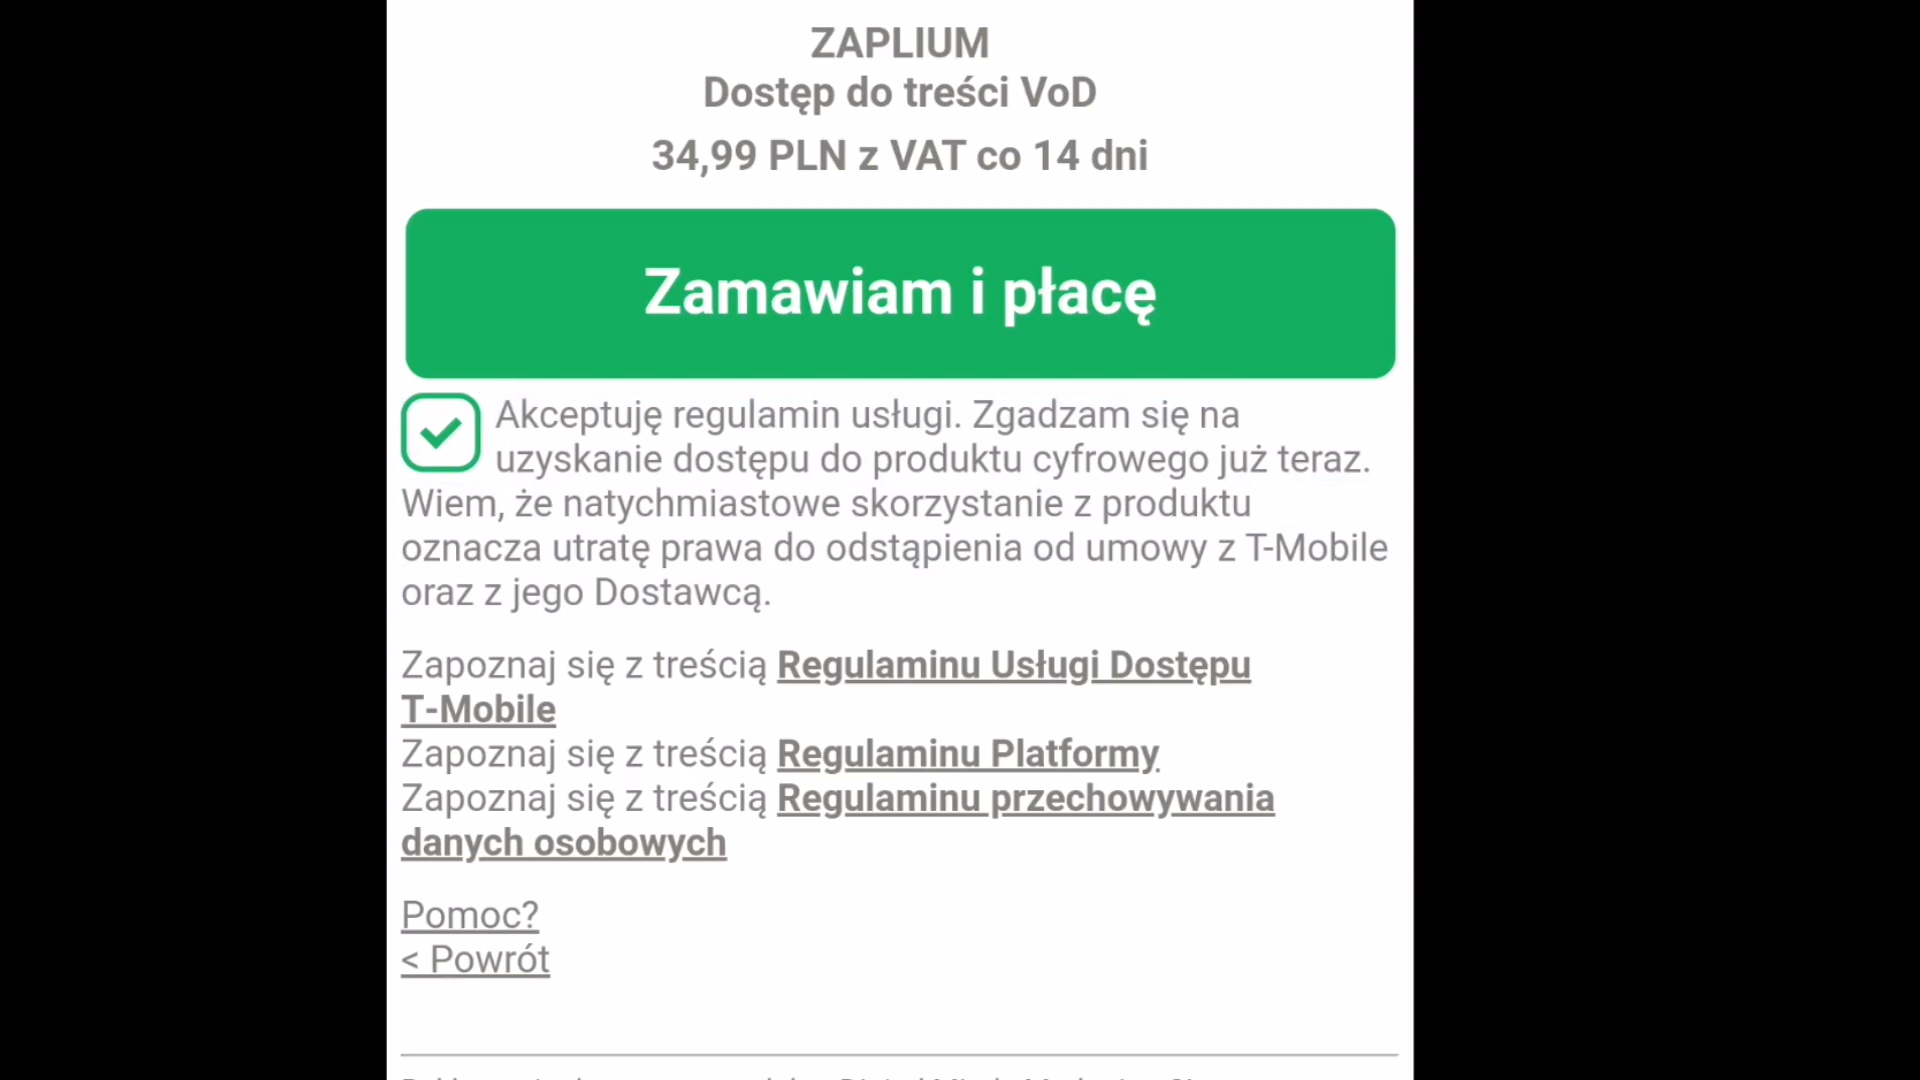 ZAPLIUM
Dostęp do treści VoD
34,99 PLN z VAT co 14 dni
Zamawiam i płacę
Akceptuję regulamin usługi. Zgadzam się na
uzyskanie dostępu do produktu cyfrowego już teraz.
Wiem, że natychmiastowe skorzystanie z produktu
oznacza utratę prawa do odstąpienia od umowy z T-Mobile
oraz z jego Dostawcą.
Zapoznaj się z treścią Regulaminu Usługi Dostępu
T-Mobile
Zapoznaj się z treścią Regulaminu Platformy
Zapoznaj się z treścią Regulaminu przechowywania
danych osobowych
Pomoc?
< Powrót